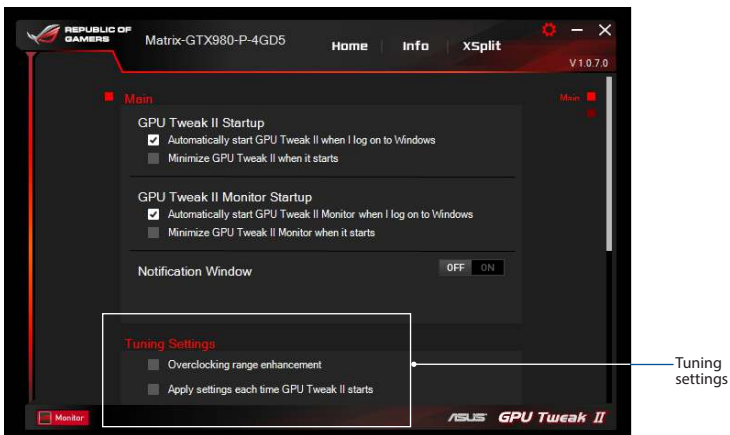 REPUBLIC OF
GAMERS
Matrix-GTX980-P-4GD5
Home
Info
XSplit
V 1.0.7.0
Main
Main
GPU Tweak II Startup
Automatically start GPU Tweak II when I log on to Windows
Minimize GPU Tweak II when it starts
GPU Tweak II Monitor Startup
Automatically start GPU Tweak II Monitor when I log on to Windows
Minimize GPU Tweak II Monitor when it starts
Notification Window
OFF ON
Tuning Settings
Overclocking range enhancement
Apply settings each time GPU Tweak II starts
Tuning
settings
Monitor
ASUS GPU Tweak II